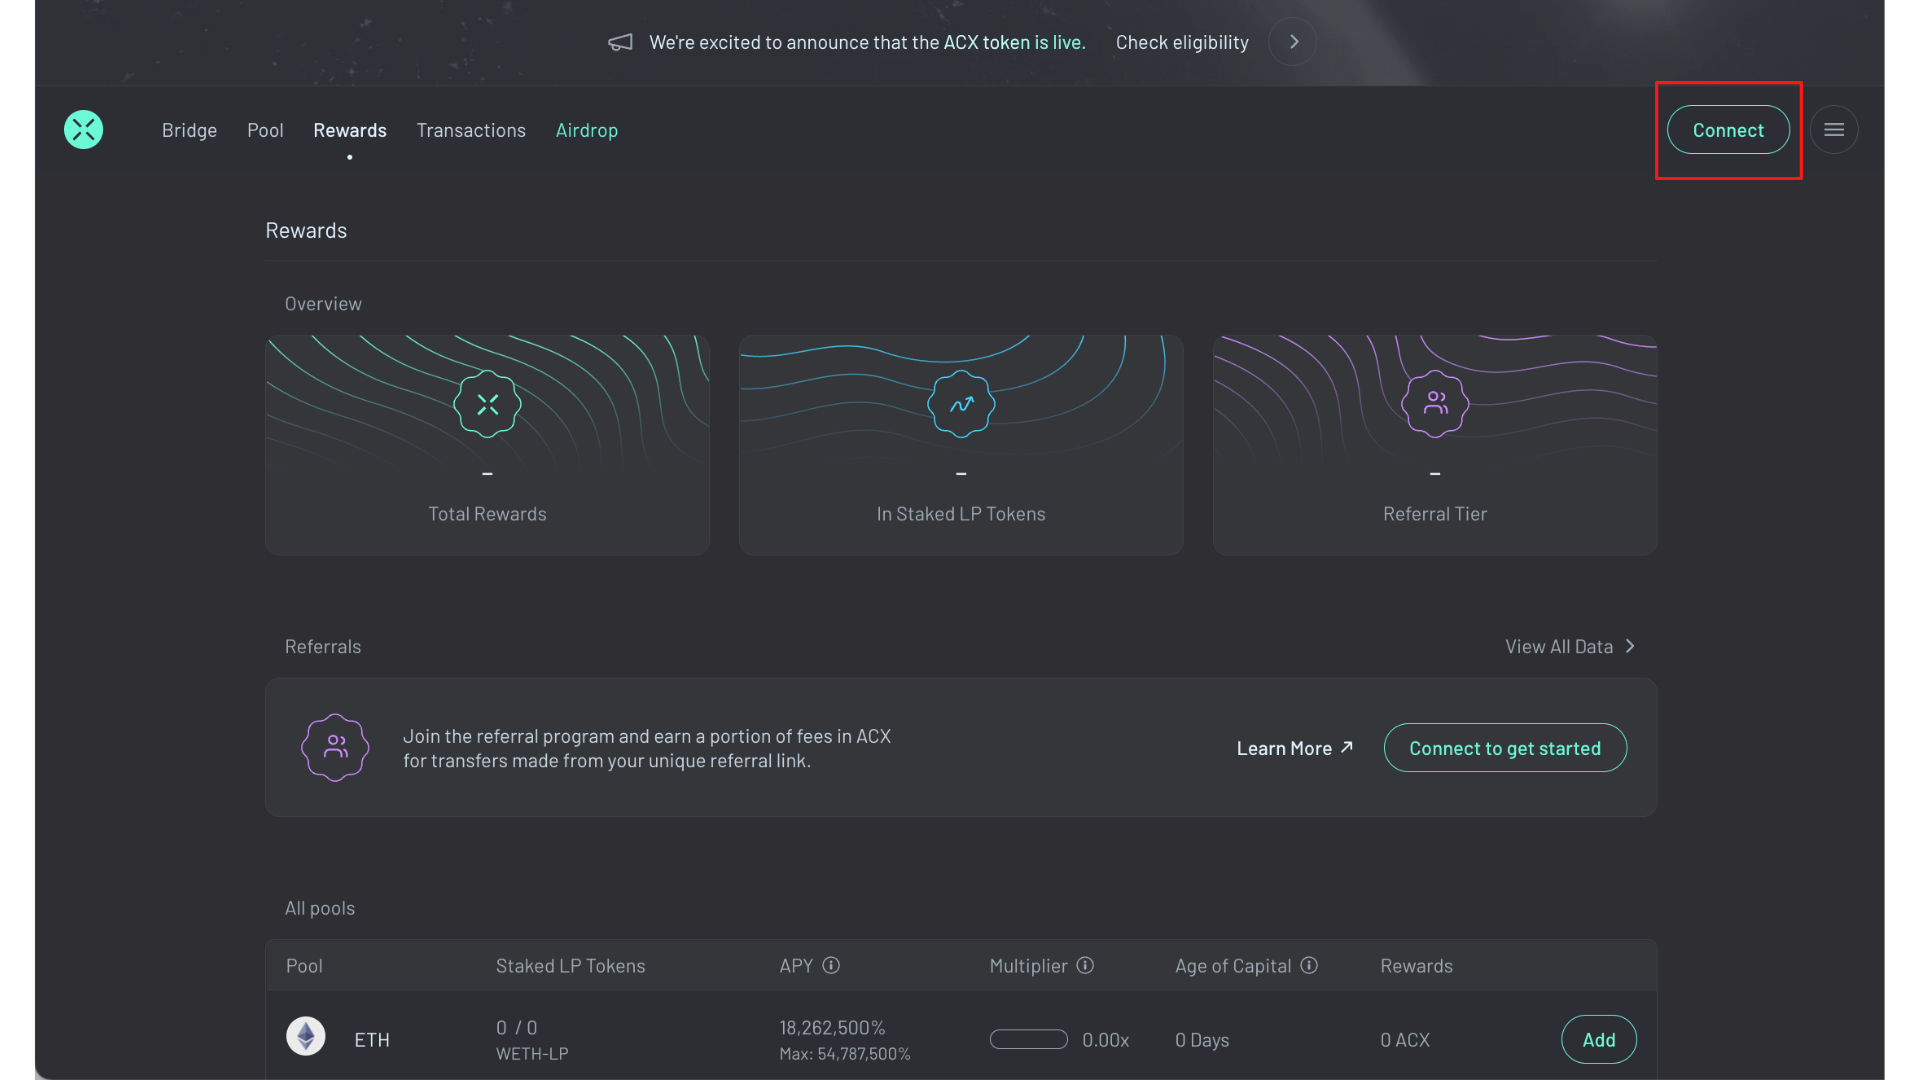 We're excited to announce that the ACX token is live. Check eligibility
Bridge Pool Rewards Transactions Airdrop Connect
Rewards
Overview
– – –
Total Rewards In Staked LP Tokens Referral Tier
Referrals View All Data
Join the referral program and earn a portion of fees in ACX
for transfers made from your unique referral link.
Learn More Connect to get started
All pools
Pool Staked LP Tokens APY Multiplier Age of Capital Rewards
ETH 0 / 0 18,262,500% 0.00x 0 Days 0 ACX Add
WETH-LP Max: 54,787,500%